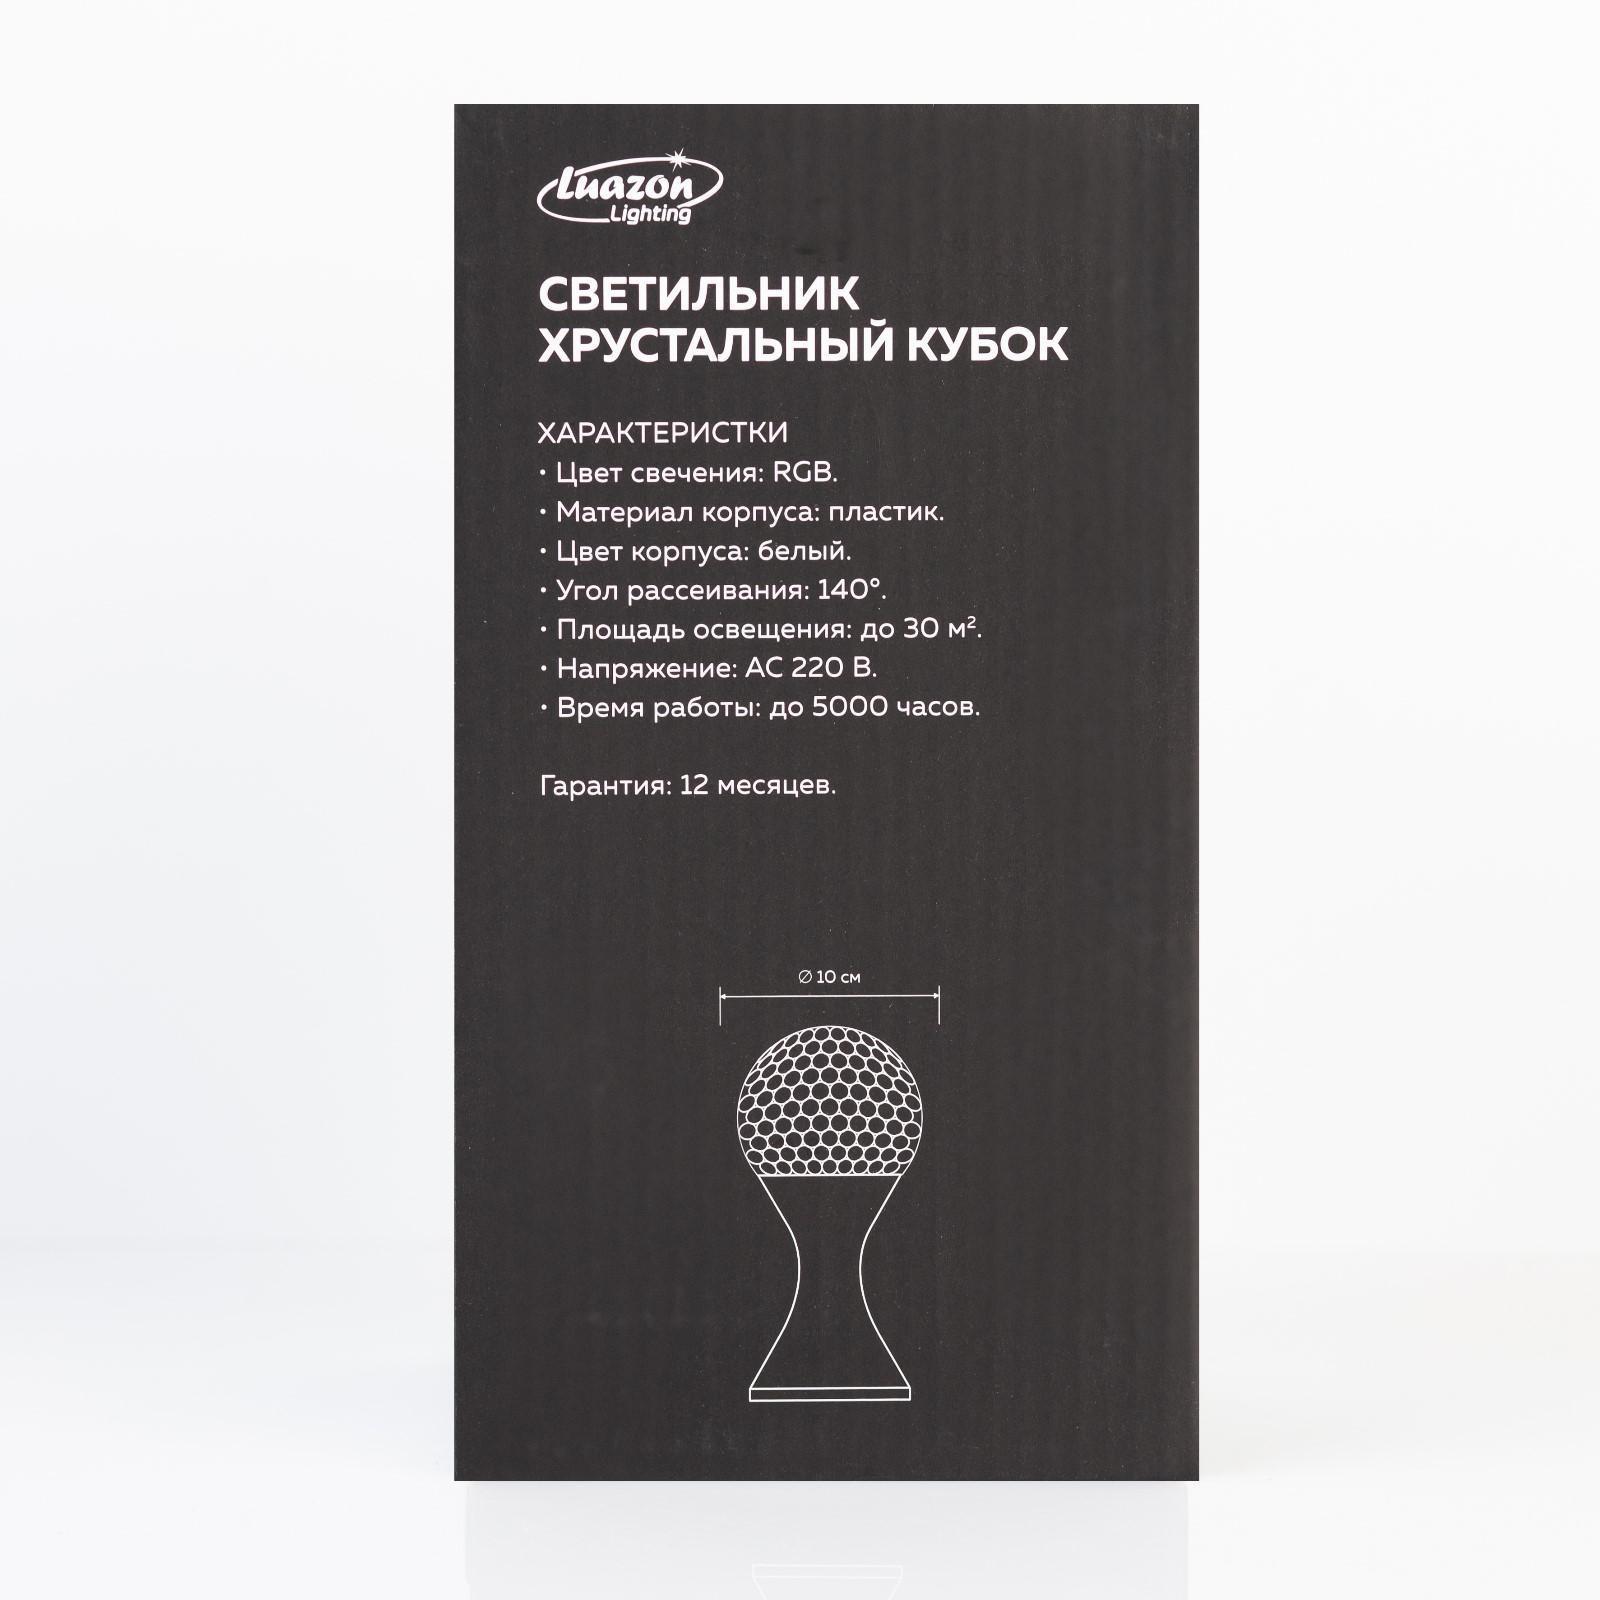 Luazon
Lighting
СВЕТИЛЬНИК
ХРУСТАЛЬНЫЙ КУБОК
ХАРАКТЕРИСТКИ
• Цвет свечения: RGB.
• Материал корпуса: пластик.
• Цвет корпуса: белый.
• Угол рассеивания: 140°.
• Площадь освещения: до 30 м².
• Напряжение: AC 220 В.
• Время работы: до 5000 часов.
Гарантия: 12 месяцев.
∅ 10 см